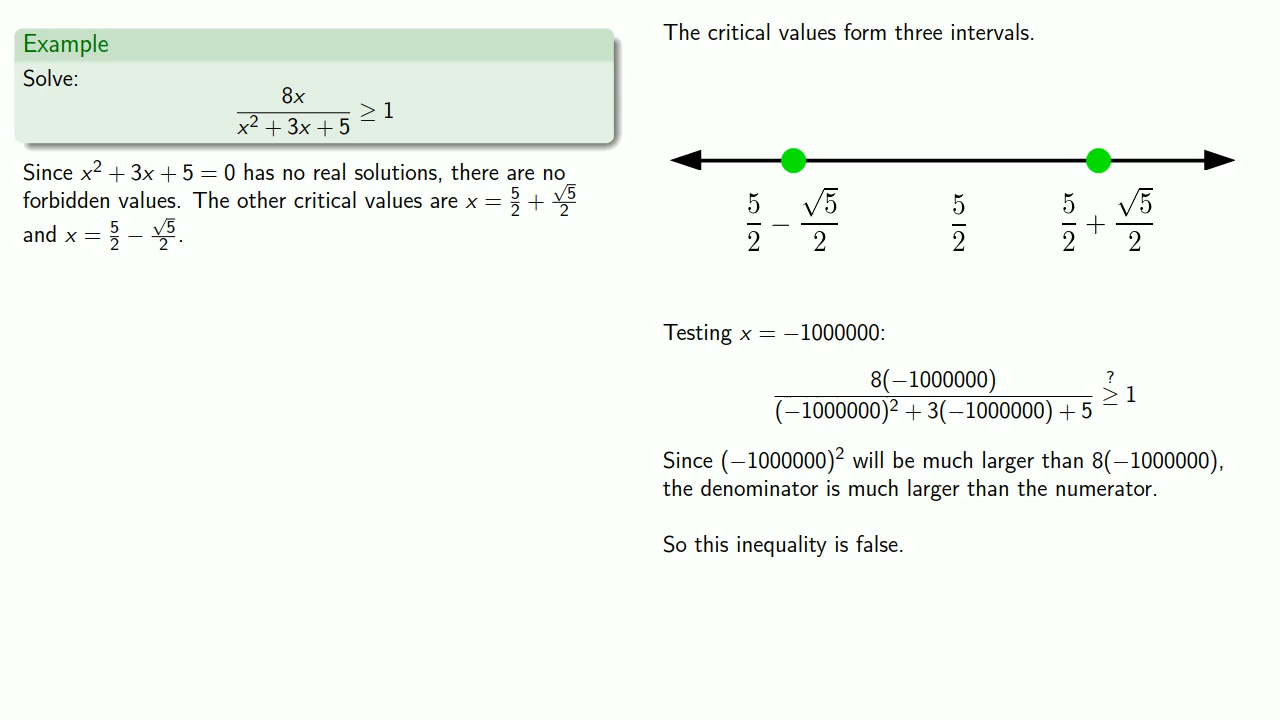 Example
Solve:
8x / (x² + 3x + 5) ≥ 1
Since x² + 3x + 5 = 0 has no real solutions, there are no
forbidden values. The other critical values are x = 5/2 + √5/2
and x = 5/2 − √5/2.
The critical values form three intervals.
5/2 − √5/2 5/2 5/2 + √5/2
Testing x = −1000000:
8(−1000000) / ((−1000000)² + 3(−1000000) + 5) ≥? 1
Since (−1000000)² will be much larger than 8(−1000000),
the denominator is much larger than the numerator.
So this inequality is false.